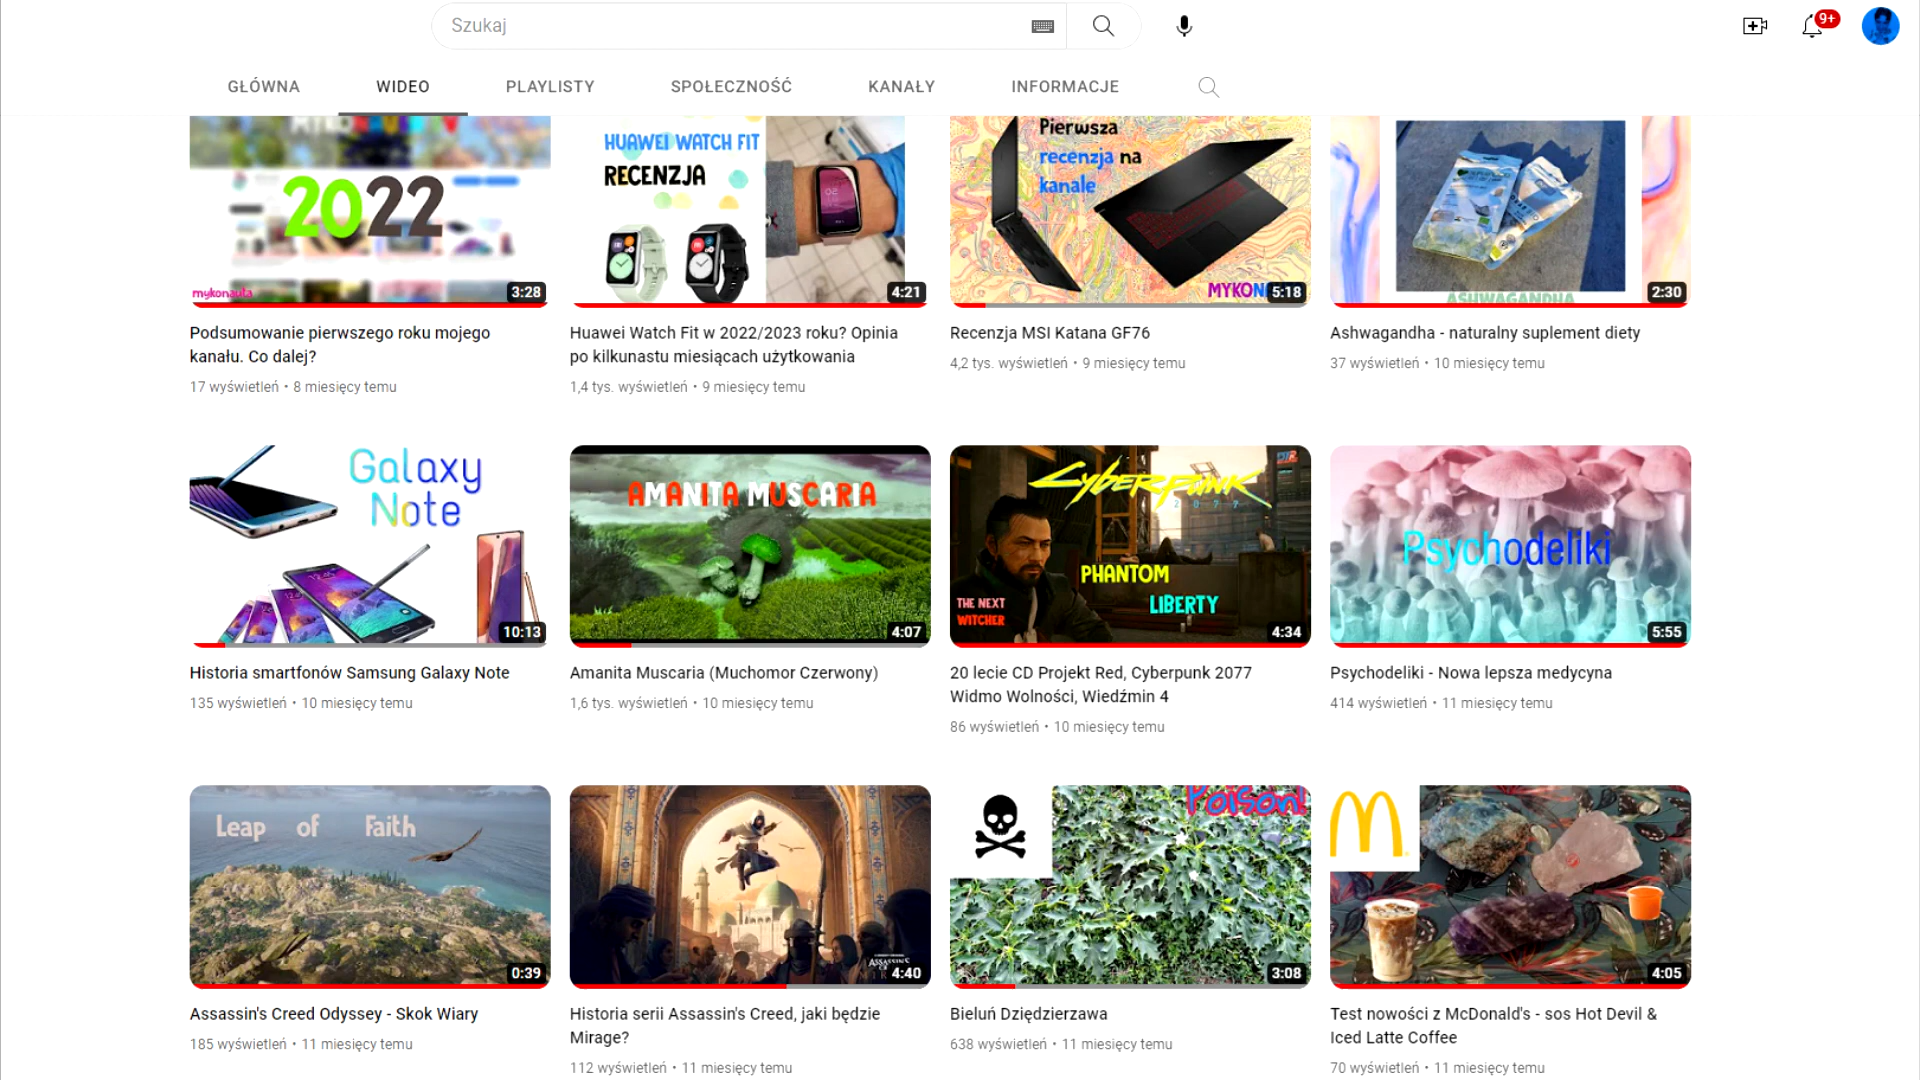 Szukaj
9+
GŁÓWNA
WIDEO
PLAYLISTY
SPOŁECZNOŚĆ
KANAŁY
INFORMACJE
2022
mykonauta
3:28
HUAWEI WATCH FIT
RECENZJA
4:21
Pierwsza
recenzja na
kanale
5:18
ASHWAGANDHA
2:30
Podsumowanie pierwszego roku mojego
kanału. Co dalej?
17 wyświetleń • 8 miesięcy temu
Huawei Watch Fit w 2022/2023 roku? Opinia
po kilkunastu miesiącach użytkowania
1,4 tys. wyświetleń • 9 miesięcy temu
Recenzja MSI Katana GF76
4,2 tys. wyświetleń • 9 miesięcy temu
Ashwagandha - naturalny suplement diety
37 wyświetleń • 10 miesięcy temu
Galaxy
Note
10:13
AMANITA MUSCARIA
4:07
CYBERPUNK
2077
PHANTOM
LIBERTY
THE NEXT
WITCHER
4:34
Psychodeliki
5:55
Historia smartfonów Samsung Galaxy Note
135 wyświetleń • 10 miesięcy temu
Amanita Muscaria (Muchomor Czerwony)
1,6 tys. wyświetleń • 10 miesięcy temu
20 lecie CD Projekt Red, Cyberpunk 2077
Widmo Wolności, Wiedźmin 4
86 wyświetleń • 10 miesięcy temu
Psychodeliki - Nowa lepsza medycyna
414 wyświetleń • 11 miesięcy temu
Leap of Faith
0:39
4:40
Poison!
3:08
4:05
Assassin's Creed Odyssey - Skok Wiary
185 wyświetleń • 11 miesięcy temu
Historia serii Assassin's Creed, jaki będzie
Mirage?
112 wyświetleń • 11 miesięcy temu
Bieluń Dziędzierzawa
638 wyświetleń • 11 miesięcy temu
Test nowości z McDonald's - sos Hot Devil &
Iced Latte Coffee
70 wyświetleń • 11 miesięcy temu